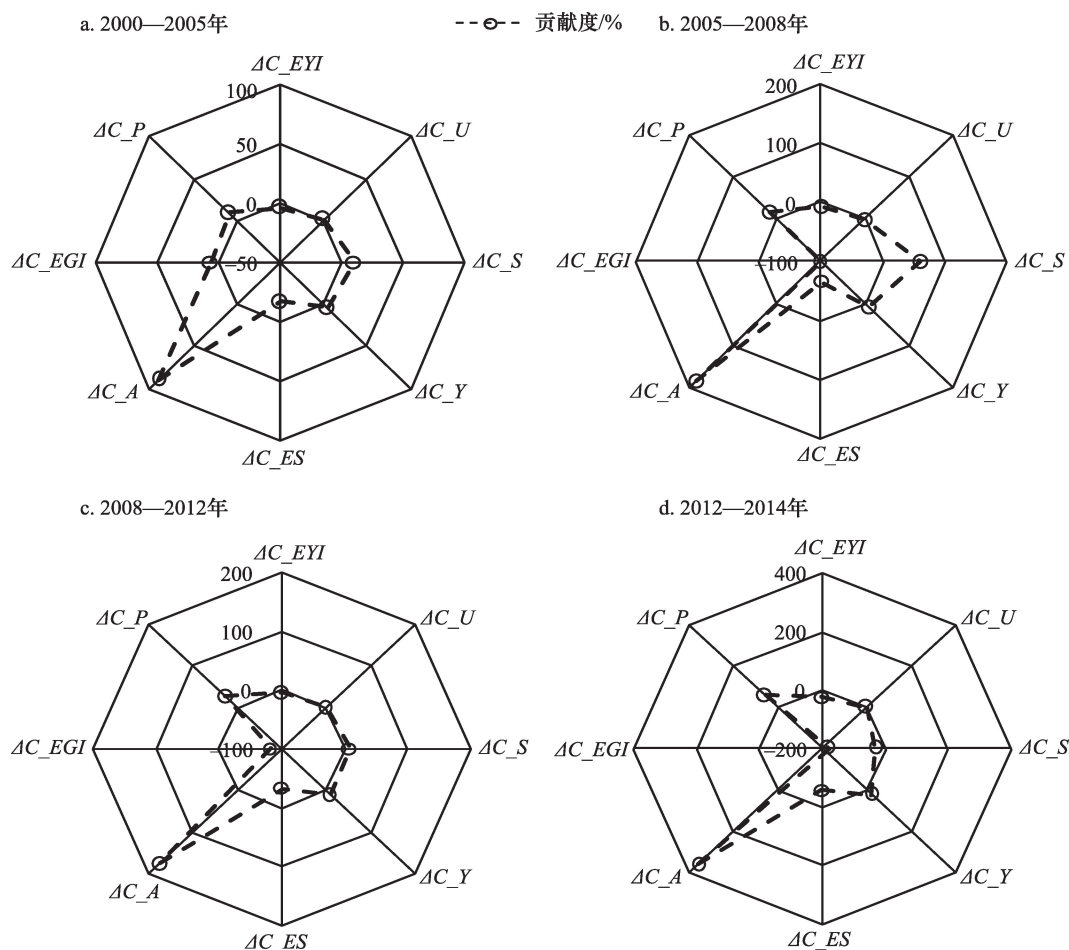 a. 2000—2005年
贡献度/%
b. 2005—2008年
ΔC_EYI
100
ΔC_P
ΔC_U
50
0
ΔC_EGI
−50
ΔC_S
ΔC_A
ΔC_Y
ΔC_ES
ΔC_EYI
200
ΔC_P
ΔC_U
100
0
ΔC_EGI
−100
ΔC_S
ΔC_A
ΔC_Y
ΔC_ES
c. 2008—2012年
d. 2012—2014年
ΔC_EYI
200
ΔC_P
ΔC_U
100
0
ΔC_EGI
−100
ΔC_S
ΔC_A
ΔC_Y
ΔC_ES
ΔC_EYI
400
ΔC_P
ΔC_U
200
0
ΔC_EGI
−200
ΔC_S
ΔC_A
ΔC_Y
ΔC_ES